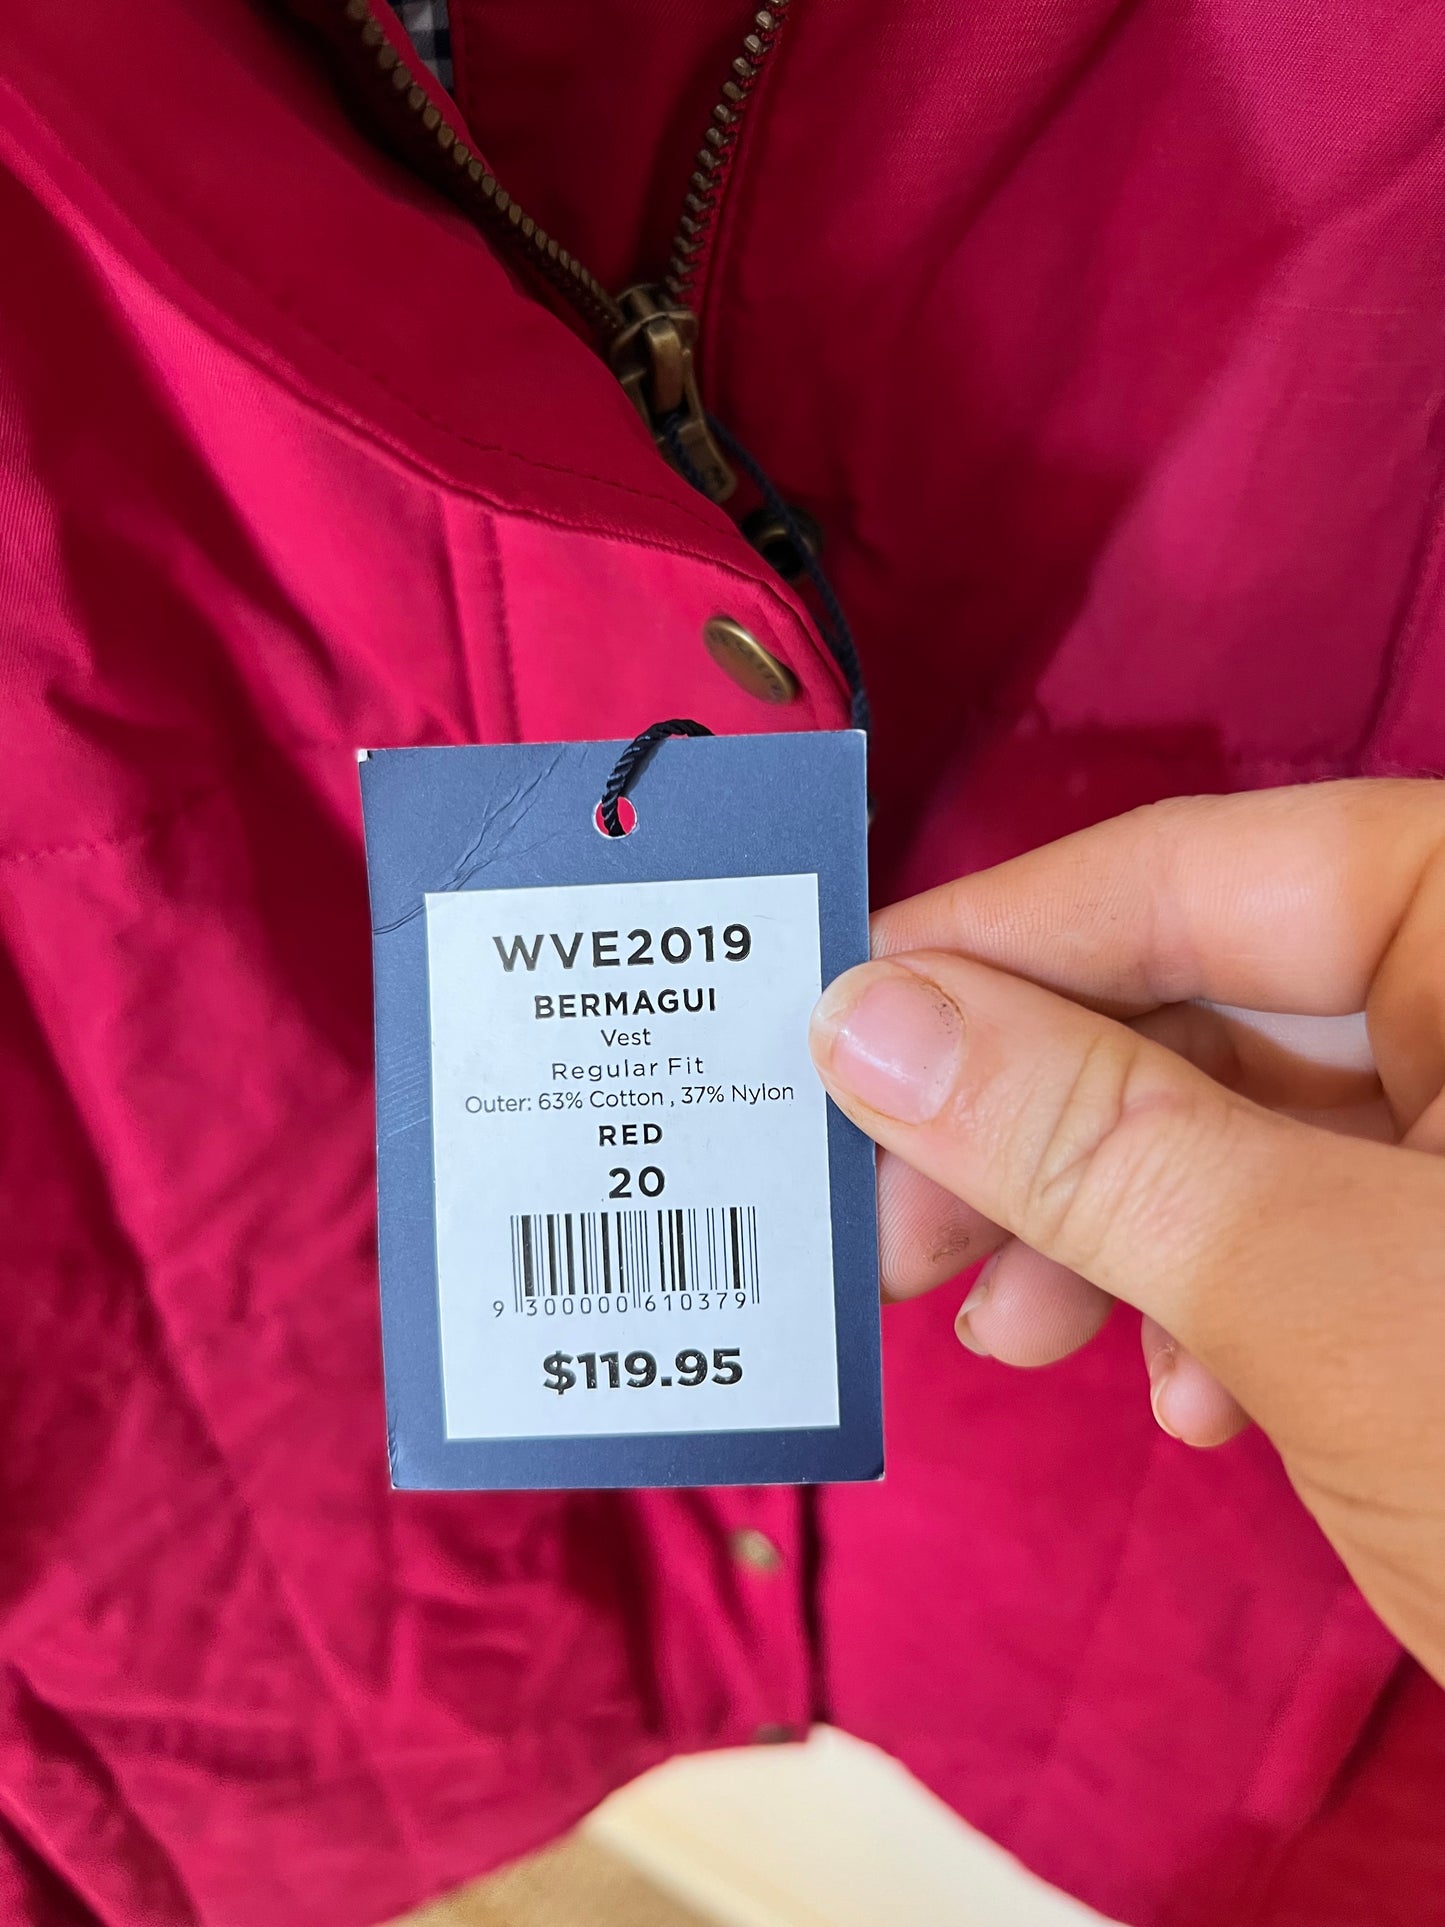 WVE2019
BERMAGUI
Vest
Regular Fit
Outer: 63% Cotton , 37% Nylon
RED
20
9 300000 610379
$119.95